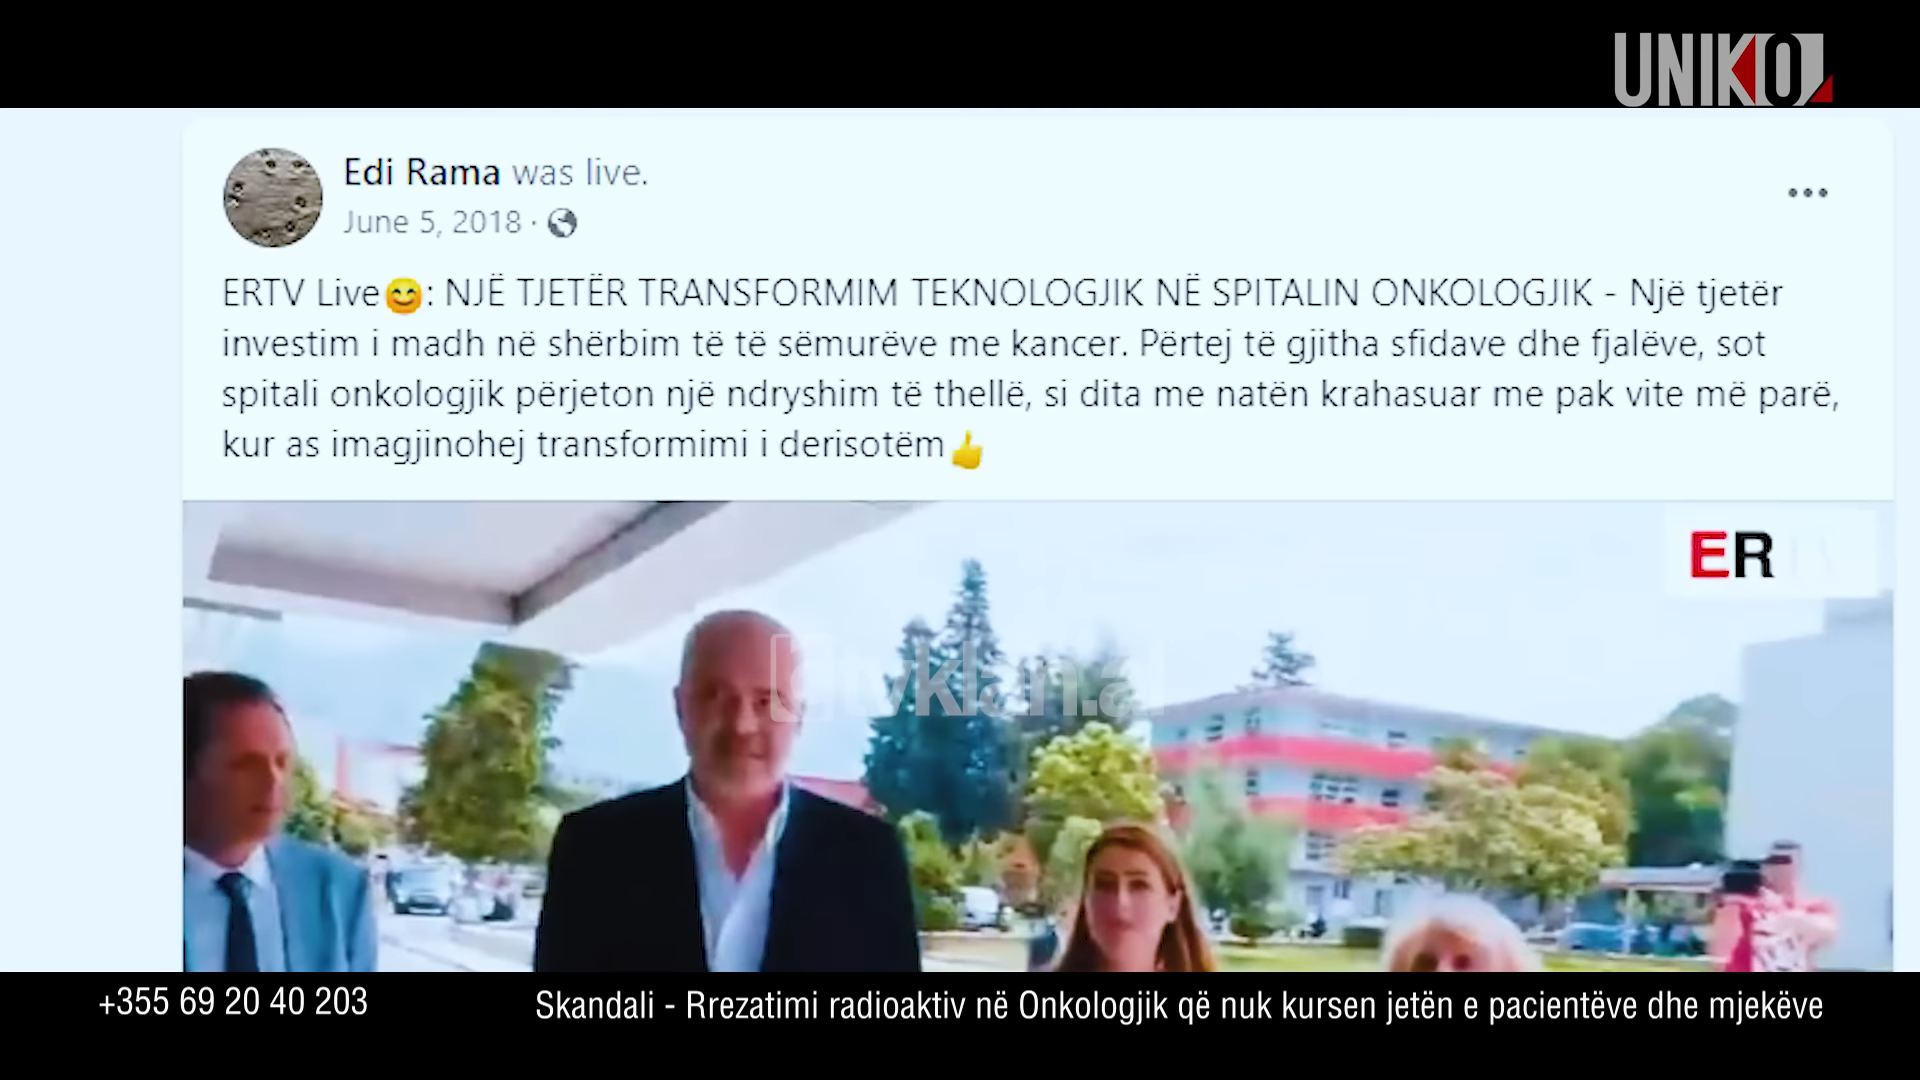 UNIKO
Edi Rama was live.
June 5, 2018 ·
ERTV Live😊: NJË TJETËR TRANSFORMIM TEKNOLOGJIK NË SPITALIN ONKOLOGJIK - Një tjetër
investim i madh në shërbim të të sëmurëve me kancer. Përtej të gjitha sfidave dhe fjalëve, sot
spitali onkologjik përjeton një ndryshim të thellë, si dita me natën krahasuar me pak vite më parë,
kur as imagjinohej transformimi i derisotëm👍
ER
tvklan.al
+355 69 20 40 203
Skandali - Rrezatimi radioaktiv në Onkologjik që nuk kursen jetën e pacientëve dhe mjekëve